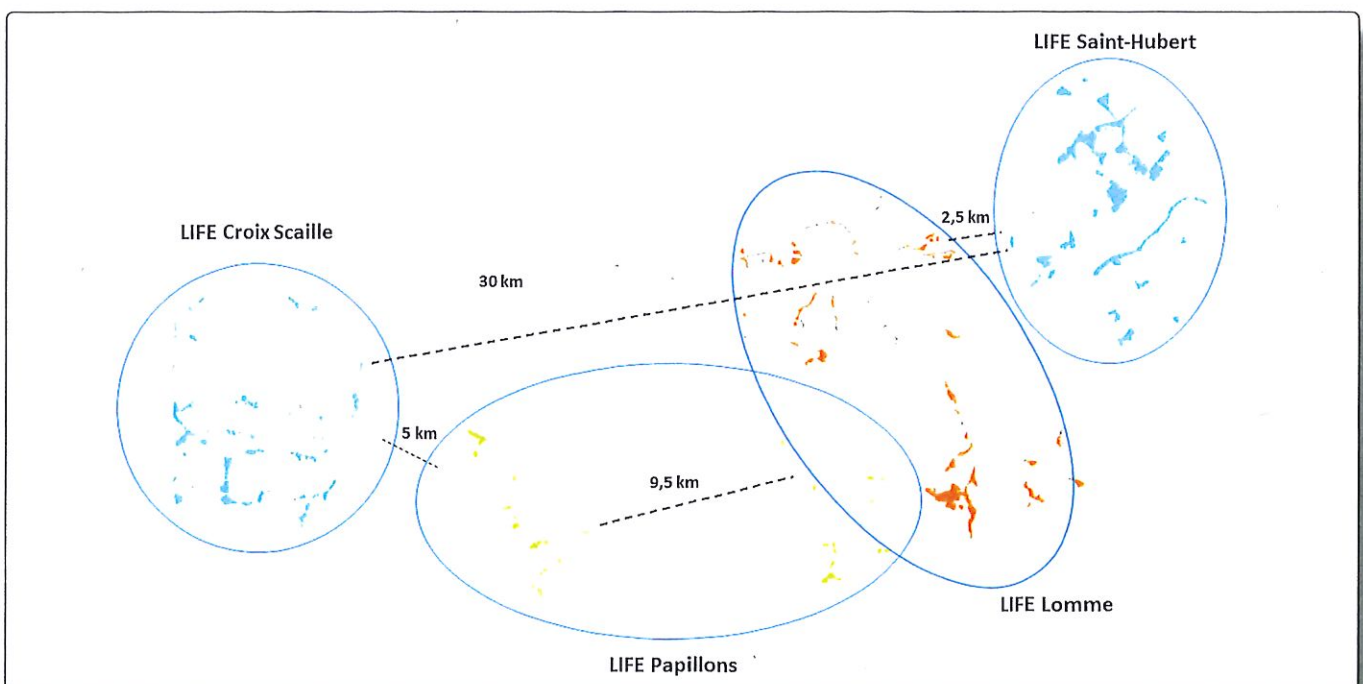 LIFE Saint-Hubert
2,5 km
LIFE Croix Scaille
30 km
5 km
9,5 km
LIFE Lomme
LIFE Papillons